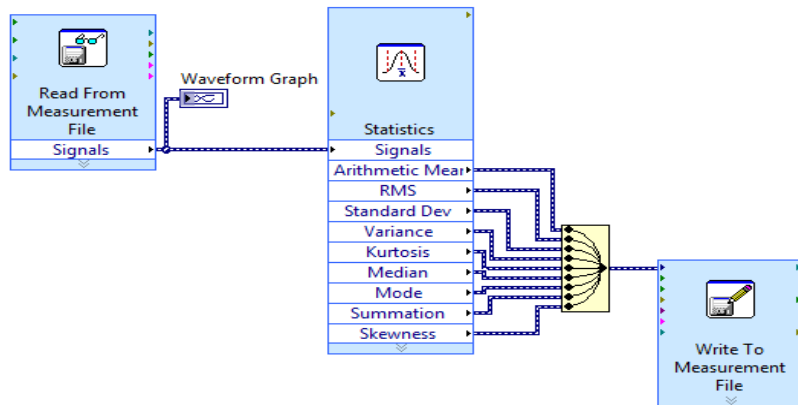 Read From
Measurement
File
Signals
Waveform Graph
Statistics
Signals
Arithmetic Mear
RMS
Standard Dev
Variance
Kurtosis
Median
Mode
Summation
Skewness
Write To
Measurement
File